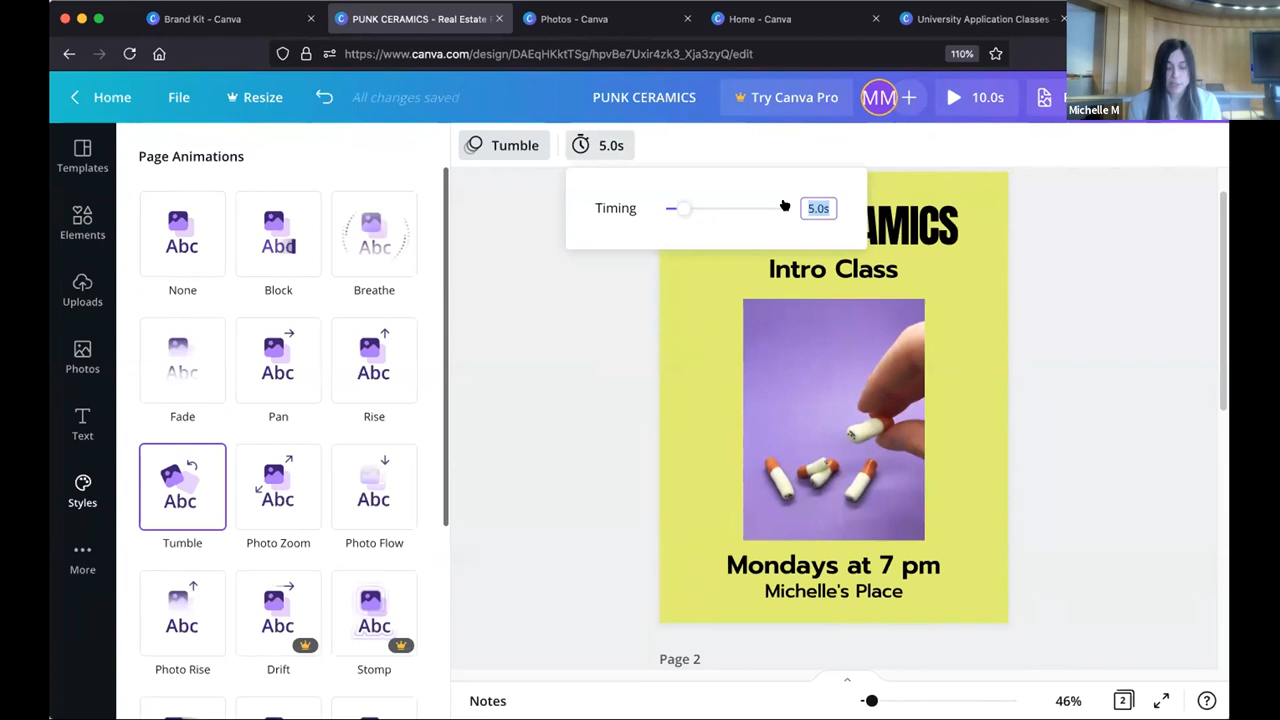 Brand Kit - Canva
PUNK CERAMICS - Real Estate
Photos - Canva
Home - Canva
University Application Classes -
https://www.canva.com/design/DAEqHKktTSg/hpvBe7Uxir4zk3_Xja3zyQ/edit
110%
Michelle M
Home
File
Resize
All changes saved
PUNK CERAMICS
Try Canva Pro
MM
10.0s
Templates
Elements
Uploads
Photos
Text
Styles
More
Page Animations
Abc
None
Abc
Block
Abc
Breathe
Abc
Fade
Abc
Pan
Abc
Rise
Abc
Tumble
Abc
Photo Zoom
Abc
Photo Flow
Abc
Photo Rise
Abc
Drift
Abc
Stomp
Tumble
5.0s
Timing
5.0s
AMICS
Intro Class
Mondays at 7 pm
Michelle's Place
Page 2
Notes
46%
2
?